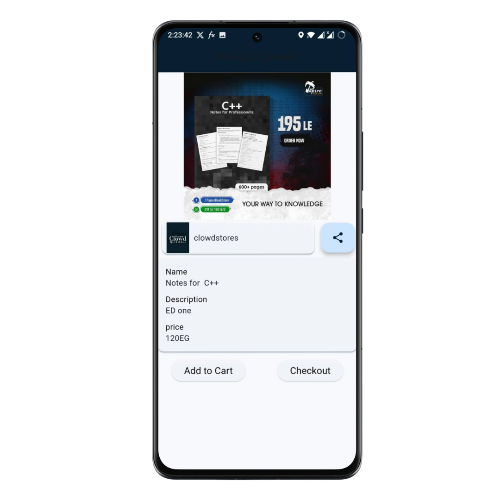 2:23:42
C++
Notes for Professionals
195 LE
ORDER NOW
600+ pages
YOUR WAY TO KNOWLEDGE
clowdstores
Name
Notes for C++
Description
ED one
price
120EG
Add to Cart
Checkout